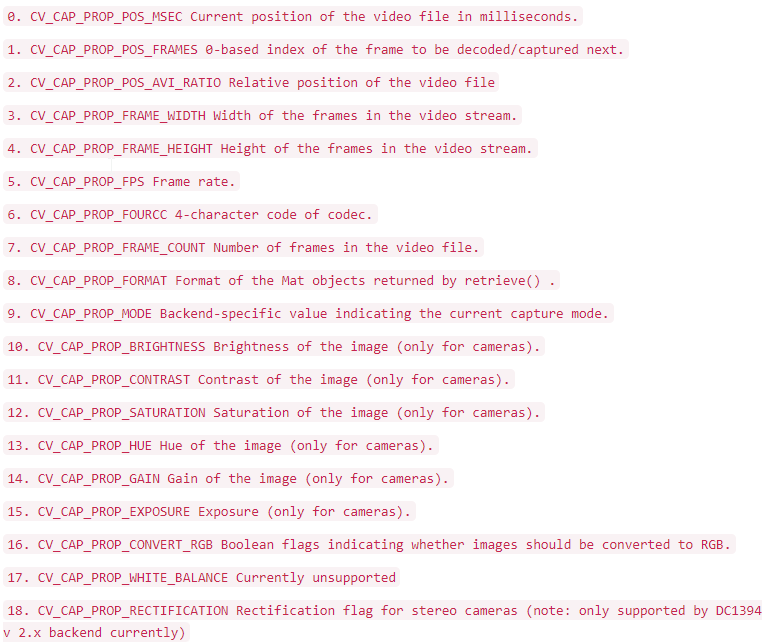 0. CV_CAP_PROP_POS_MSEC Current position of the video file in milliseconds.
1. CV_CAP_PROP_POS_FRAMES 0-based index of the frame to be decoded/captured next.
2. CV_CAP_PROP_POS_AVI_RATIO Relative position of the video file
3. CV_CAP_PROP_FRAME_WIDTH Width of the frames in the video stream.
4. CV_CAP_PROP_FRAME_HEIGHT Height of the frames in the video stream.
5. CV_CAP_PROP_FPS Frame rate.
6. CV_CAP_PROP_FOURCC 4-character code of codec.
7. CV_CAP_PROP_FRAME_COUNT Number of frames in the video file.
8. CV_CAP_PROP_FORMAT Format of the Mat objects returned by retrieve() .
9. CV_CAP_PROP_MODE Backend-specific value indicating the current capture mode.
10. CV_CAP_PROP_BRIGHTNESS Brightness of the image (only for cameras).
11. CV_CAP_PROP_CONTRAST Contrast of the image (only for cameras).
12. CV_CAP_PROP_SATURATION Saturation of the image (only for cameras).
13. CV_CAP_PROP_HUE Hue of the image (only for cameras).
14. CV_CAP_PROP_GAIN Gain of the image (only for cameras).
15. CV_CAP_PROP_EXPOSURE Exposure (only for cameras).
16. CV_CAP_PROP_CONVERT_RGB Boolean flags indicating whether images should be converted to RGB.
17. CV_CAP_PROP_WHITE_BALANCE Currently unsupported
18. CV_CAP_PROP_RECTIFICATION Rectification flag for stereo cameras (note: only supported by DC1394
v 2.x backend currently)